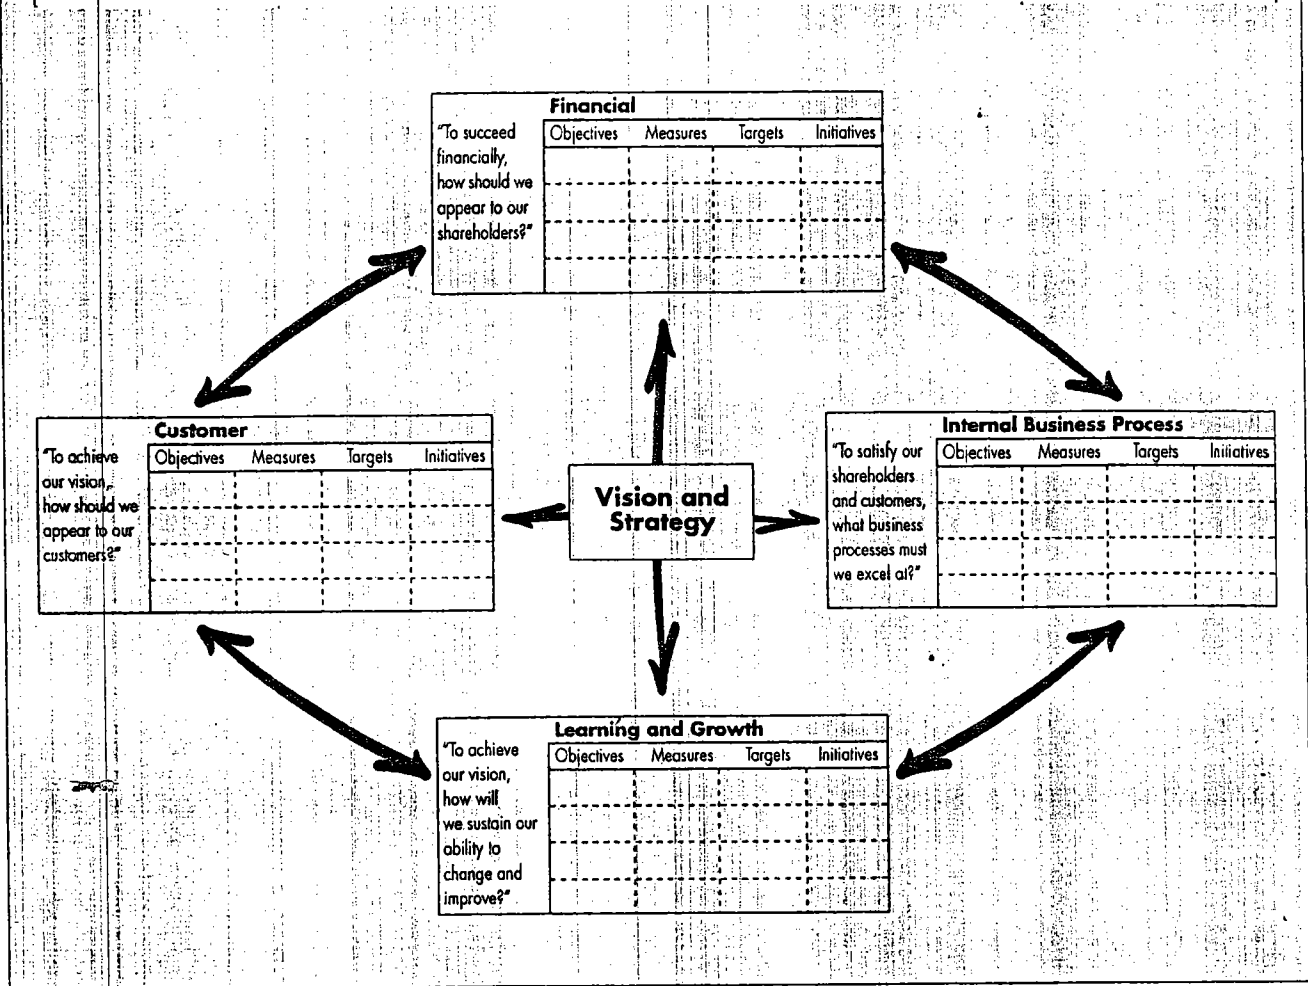 Financial
"To succeed
financially,
how should we
appear to our
shareholders?"
Objectives Measures Targets Initiatives
Customer
"To achieve
our vision,
how should we
appear to our
customers?"
Objectives Measures Targets Initiatives
Vision and
Strategy
Internal Business Process
"To satisfy our
shareholders
and customers,
what business
processes must
we excel at?"
Objectives Measures Targets Initiatives
Learning and Growth
"To achieve
our vision,
how will
we sustain our
ability to
change and
improve?"
Objectives Measures Targets Initiatives